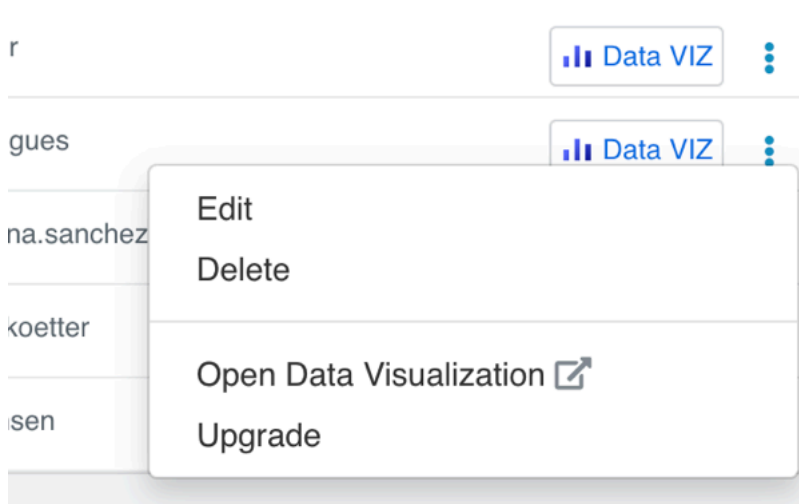 r
Data VIZ
gues
Data VIZ
na.sanchez
koetter
sen
Edit
Delete
Open Data Visualization
Upgrade